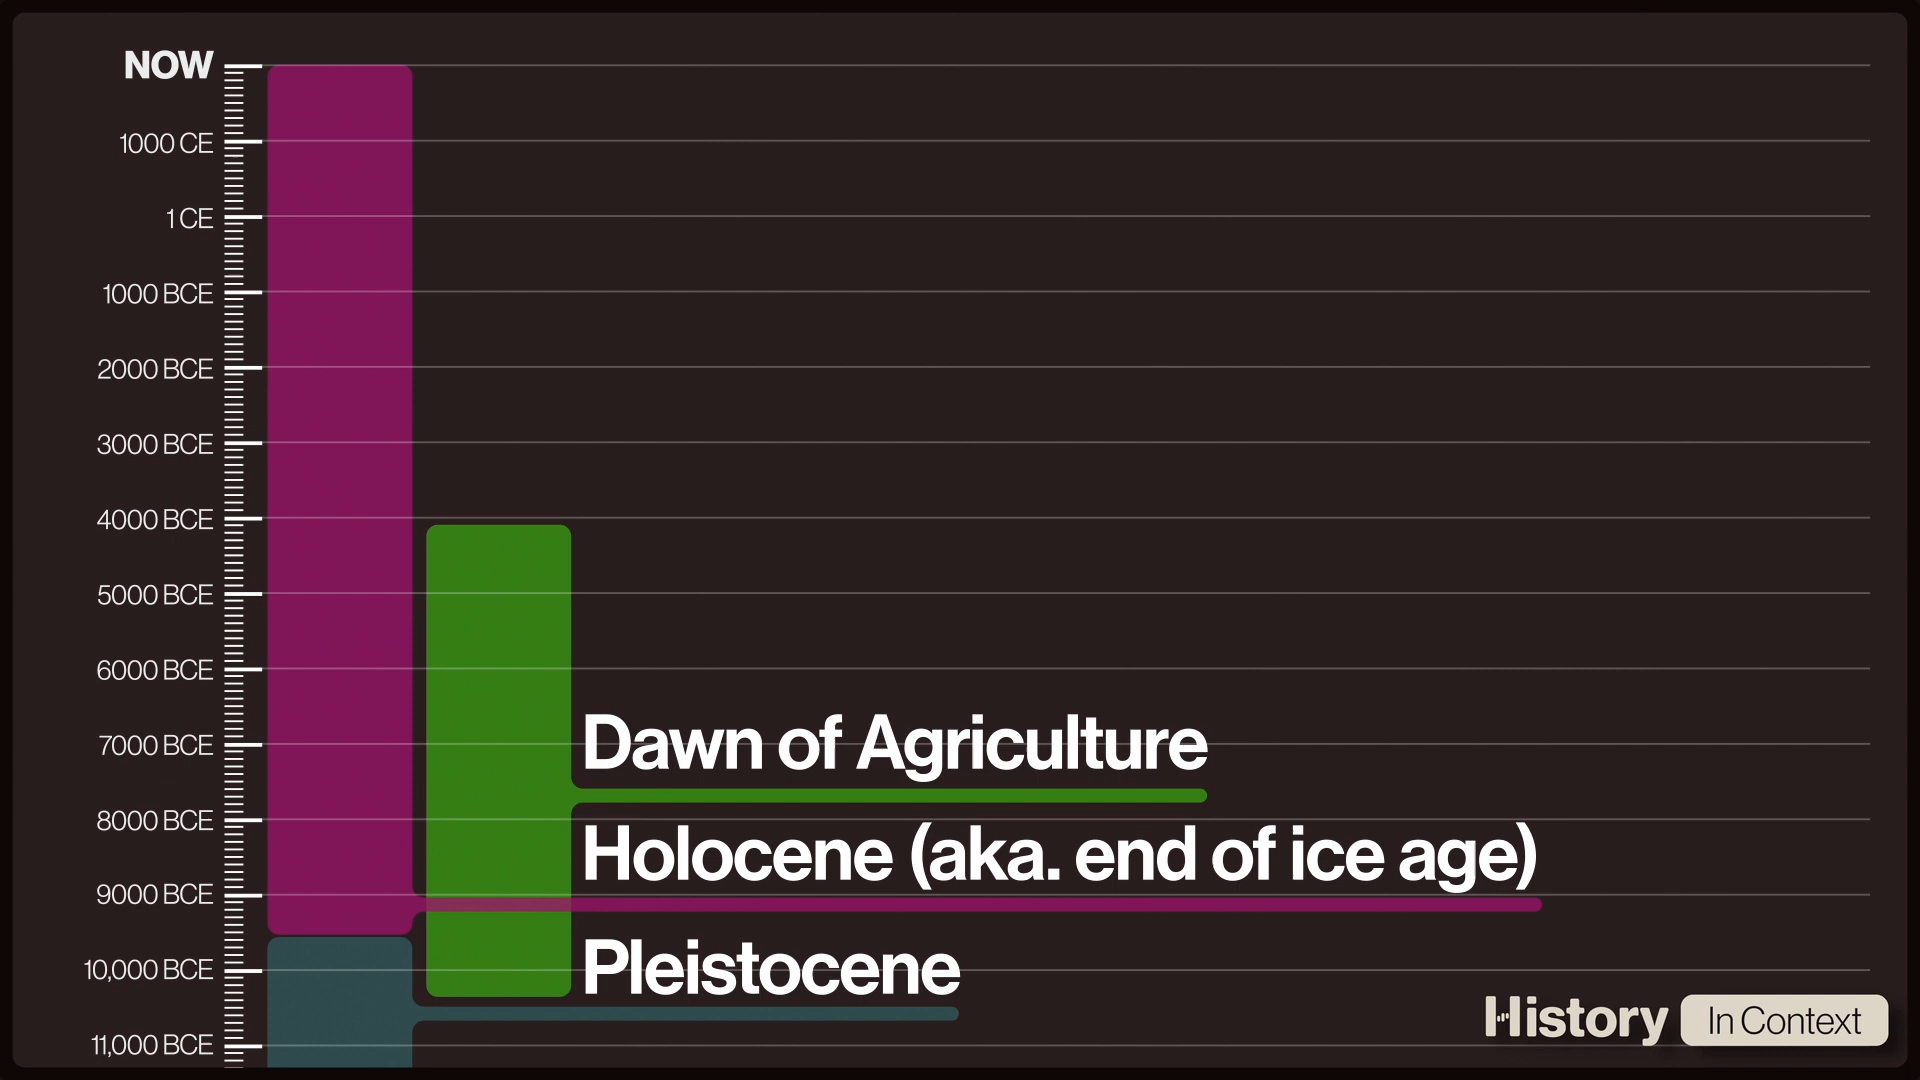 NOW
1000 CE
1 CE
1000 BCE
2000 BCE
3000 BCE
4000 BCE
5000 BCE
6000 BCE
7000 BCE
Dawn of Agriculture
8000 BCE
Holocene (aka. end of ice age)
9000 BCE
10,000 BCE
Pleistocene
11,000 BCE
History In Context